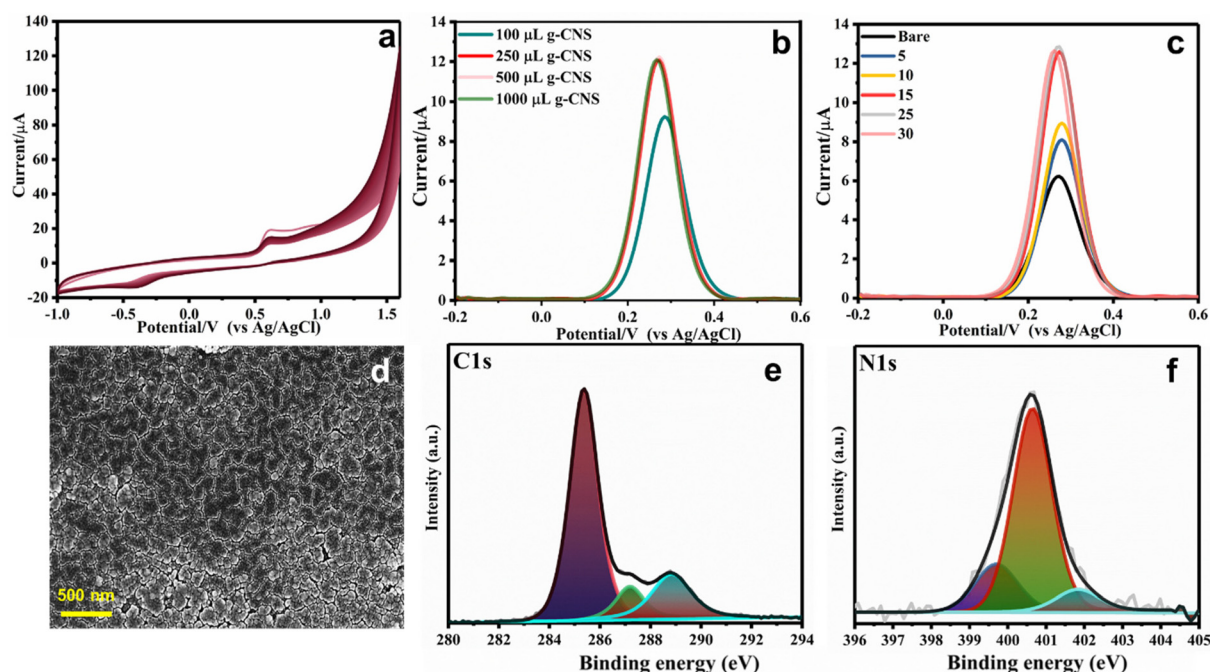 a
140
120
100
80
60
40
20
0
-20
Current/μA
-1.0 -0.5 0.0 0.5 1.0 1.5
Potential/V (vs Ag/AgCl)
b
14
12
10
8
6
4
2
0
Current/μA
100 μL g-CNS
250 μL g-CNS
500 μL g-CNS
1000 μL g-CNS
-0.2 0.0 0.2 0.4 0.6
Potential/V (vs Ag/AgCl)
c
14
12
10
8
6
4
2
0
Current/μA
Bare
5
10
15
25
30
-0.2 0.0 0.2 0.4 0.6
Potential/V (vs Ag/AgCl)
d
500 nm
C1s
e
Intensity (a.u.)
280 282 284 286 288 290 292 294
Binding energy (eV)
N1s
f
Intensity (a.u.)
396 397 398 399 400 401 402 403 404 405
Binding energy (eV)